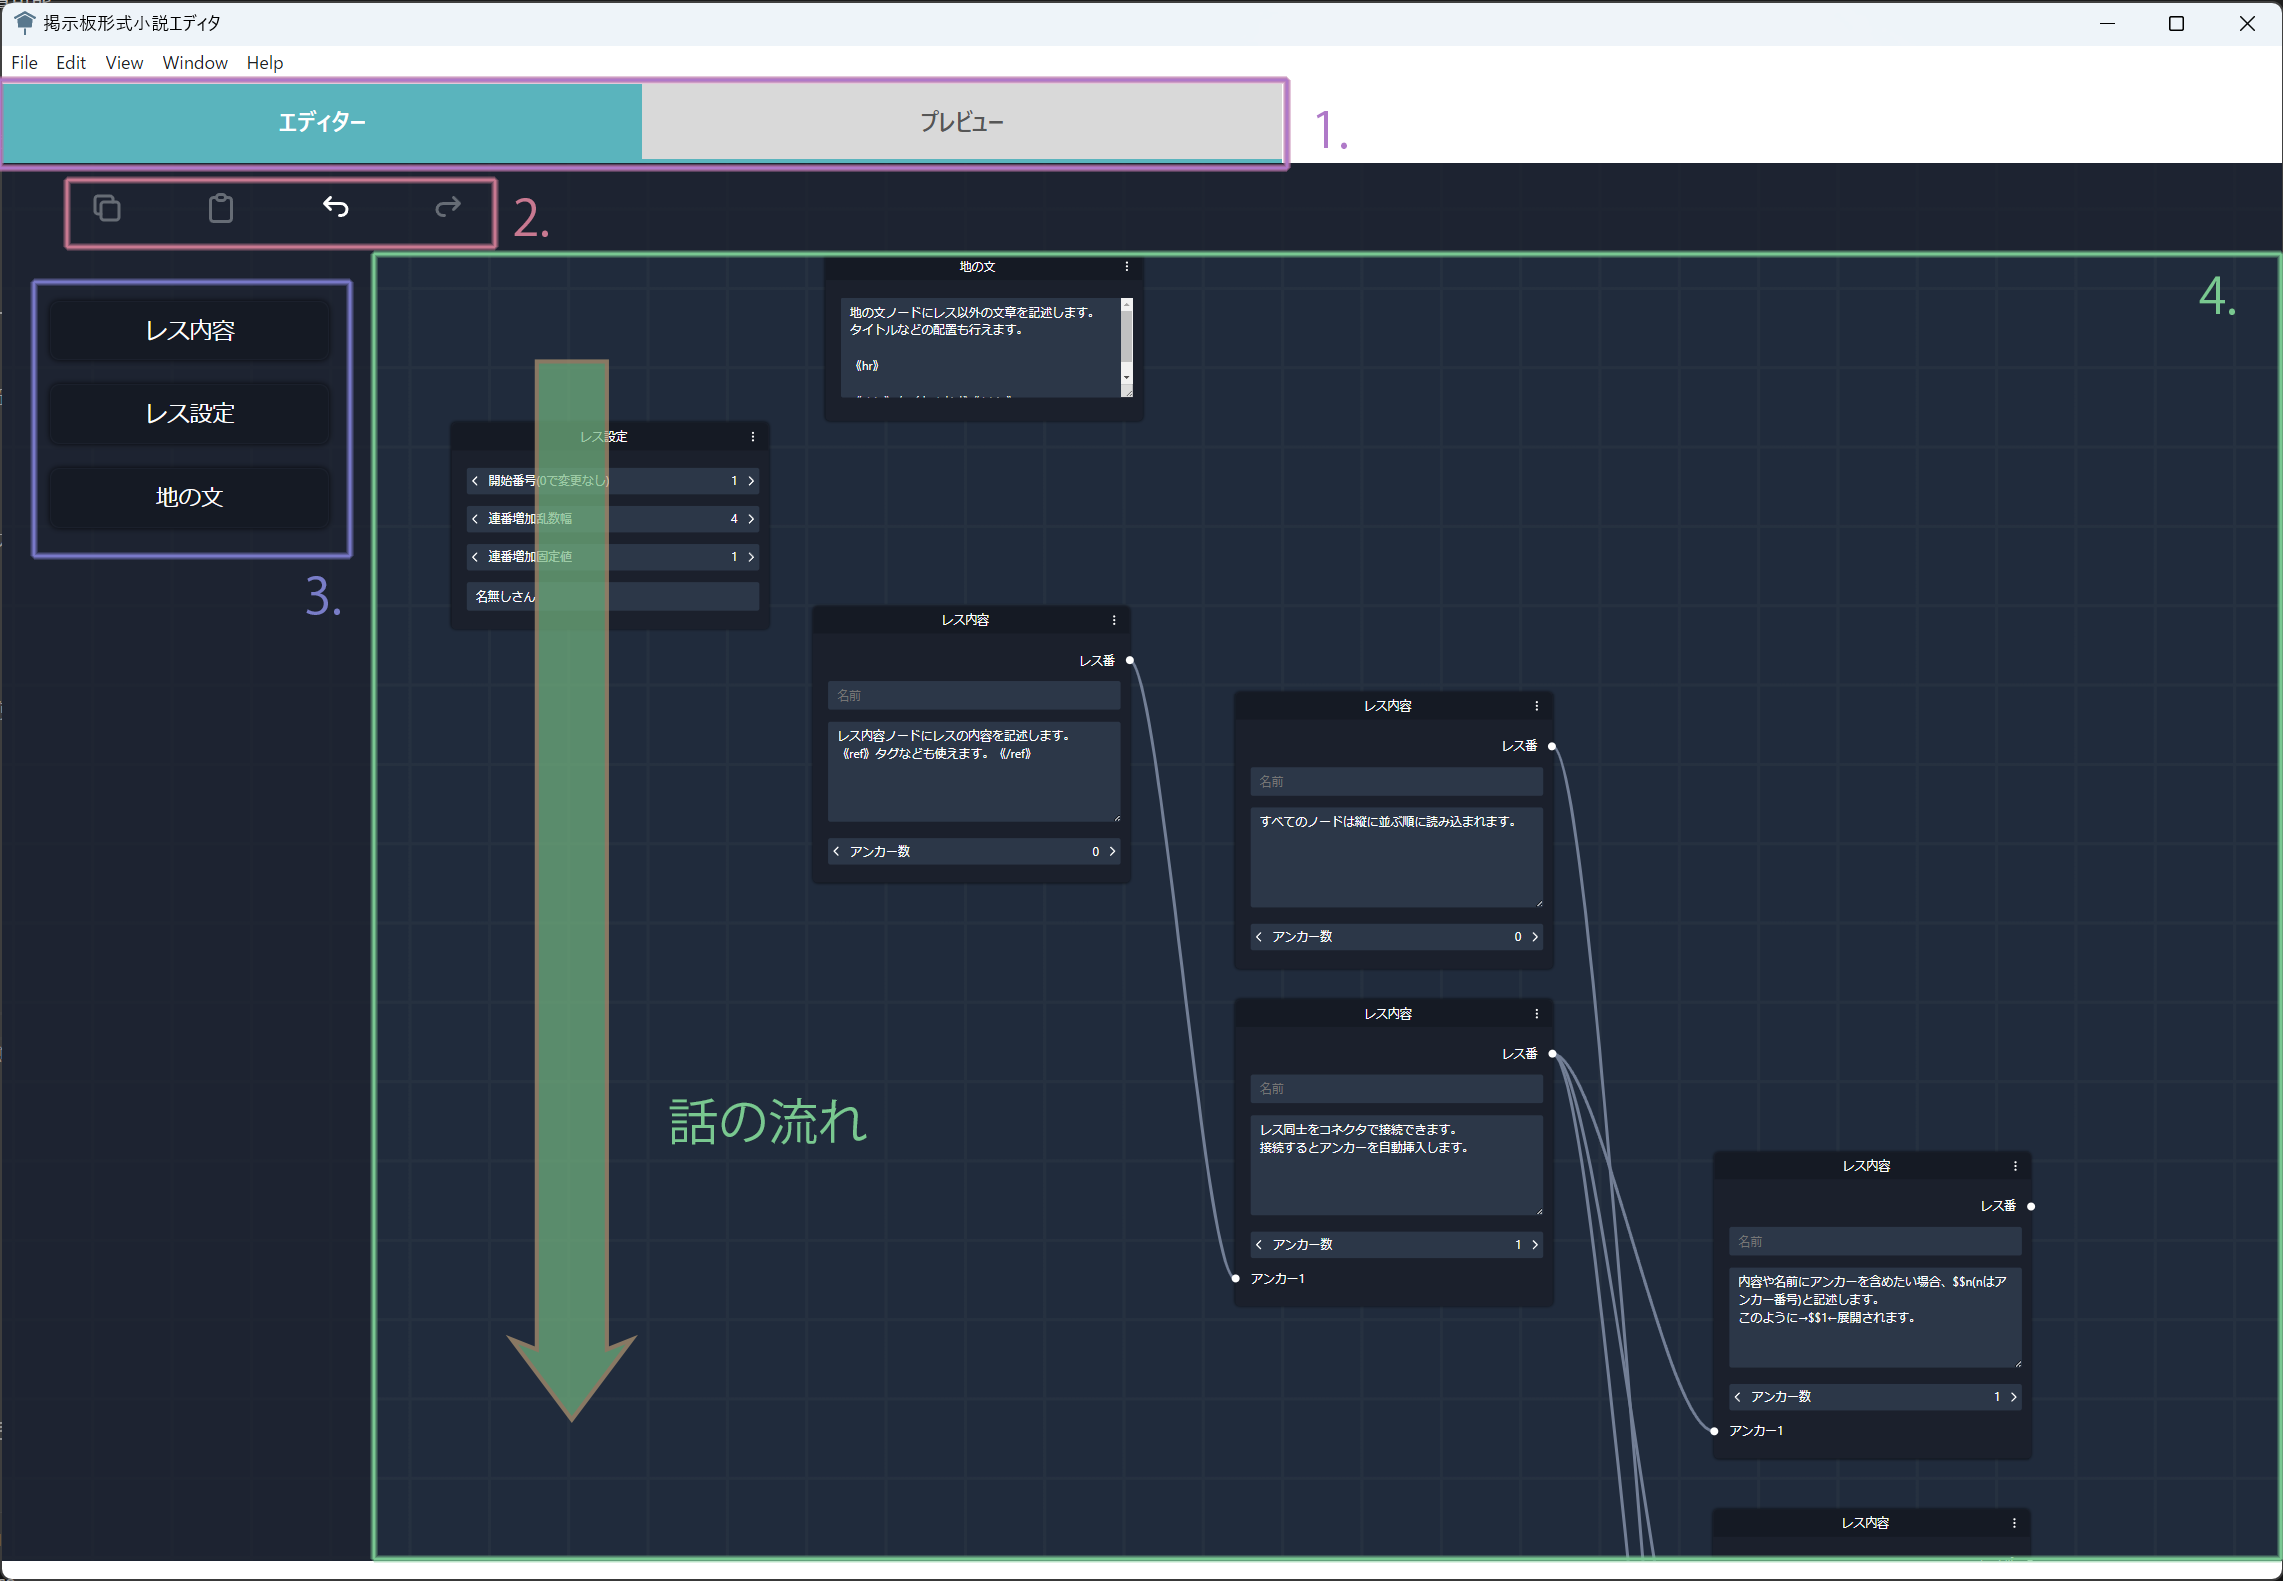 掲示板形式小説エディタ
File Edit View Window Help
エディター
プレビュー
1.
2.
レス内容
レス設定
地の文
3.
4.
地の文
地の文ノードにレス以外の文章を記述します。
タイトルなどの配置も行えます。
《hr》
レス設定
開始番号(0で変更なし) 1
連番増加乱数幅 4
連番増加固定値 1
名無しさん
レス内容
レス番
名前
レス内容ノードにレスの内容を記述します。
《ref》タグなども使えます。《/ref》
アンカー数 0
レス内容
レス番
名前
すべてのノードは縦に並ぶ順に読み込まれます。
アンカー数 0
レス内容
レス番
名前
レス同士をコネクタで接続できます。
接続するとアンカーを自動挿入します。
アンカー数 1
アンカー1
話の流れ
レス内容
レス番
名前
内容や名前にアンカーを含めたい場合、$$n(nはア
ンカー番号)と記述します。
このように→$$1←展開されます。
アンカー数 1
アンカー1
レス内容